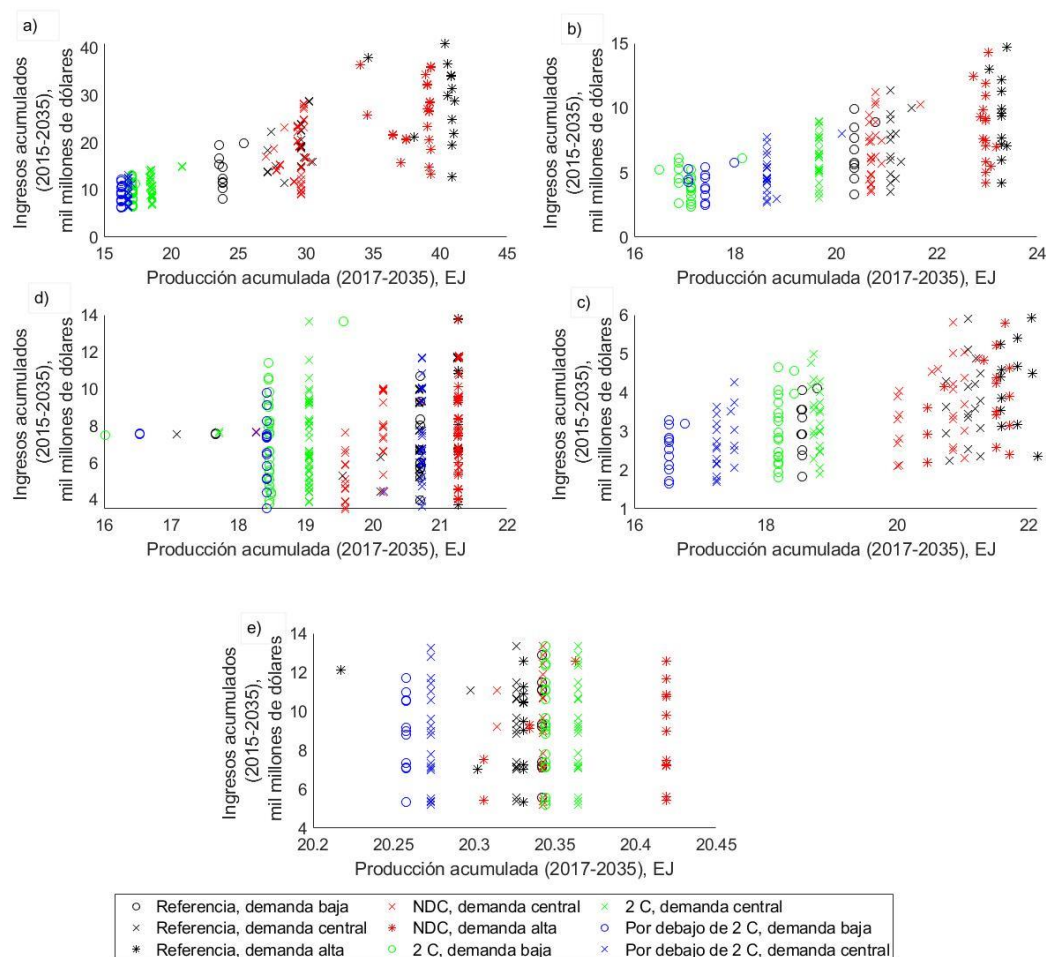 a)
Ingresos acumulados
(2015-2035),
mil millones de dólares
40
30
20
10
0
15 20 25 30 35 40 45
Producción acumulada (2017-2035), EJ
b)
Ingresos acumulados
(2015-2035),
mil millones de dólares
15
10
5
0
16 18 20 22 24
Producción acumulada (2017-2035), EJ
d)
Ingresos acumulados
(2015-2035),
mil millones de dólares
14
12
10
8
6
4
16 17 18 19 20 21 22
Producción acumulada (2017-2035), EJ
c)
Ingresos acumulados
(2015-2035),
mil millones de dólares
6
5
4
3
2
1
16 18 20 22
Producción acumulada (2017-2035), EJ
e)
Ingresos acumulados
(2015-2035),
mil millones de dólares
14
12
10
8
6
4
20.2 20.25 20.3 20.35 20.4 20.45
Producción acumulada (2017-2035), EJ
Referencia, demanda baja
Referencia, demanda central
Referencia, demanda alta
NDC, demanda central
NDC, demanda alta
2 C, demanda baja
2 C, demanda central
Por debajo de 2 C, demanda baja
Por debajo de 2 C, demanda central